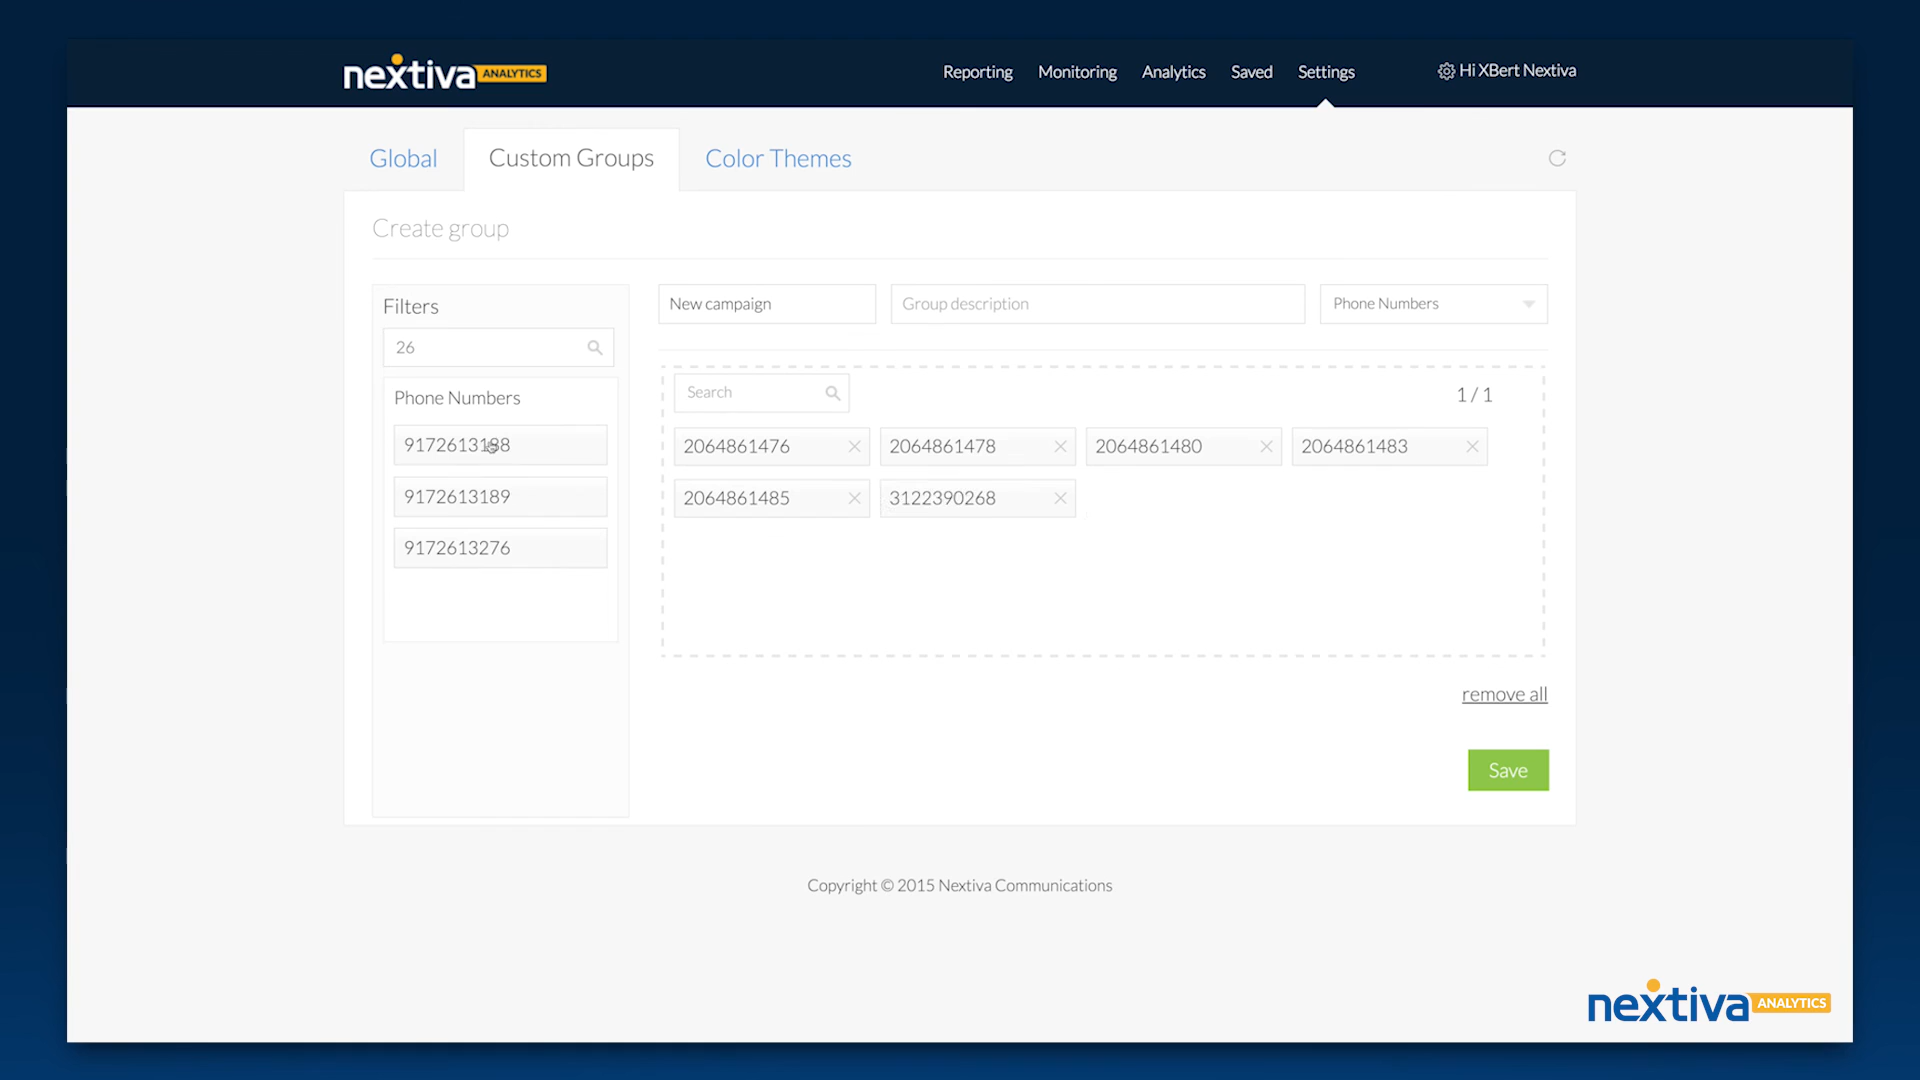 nextiva ANALYTICS
Reporting Monitoring Analytics Saved Settings Hi XBert Nextiva
Global Custom Groups Color Themes
Create group
Filters
New campaign Group description Phone Numbers
26
Search 1 / 1
Phone Numbers
9172613188
9172613189
9172613276
2064861476 2064861478 2064861480 2064861483
2064861485 3122390268
remove all
Save
Copyright © 2015 Nextiva Communications
nextiva ANALYTICS